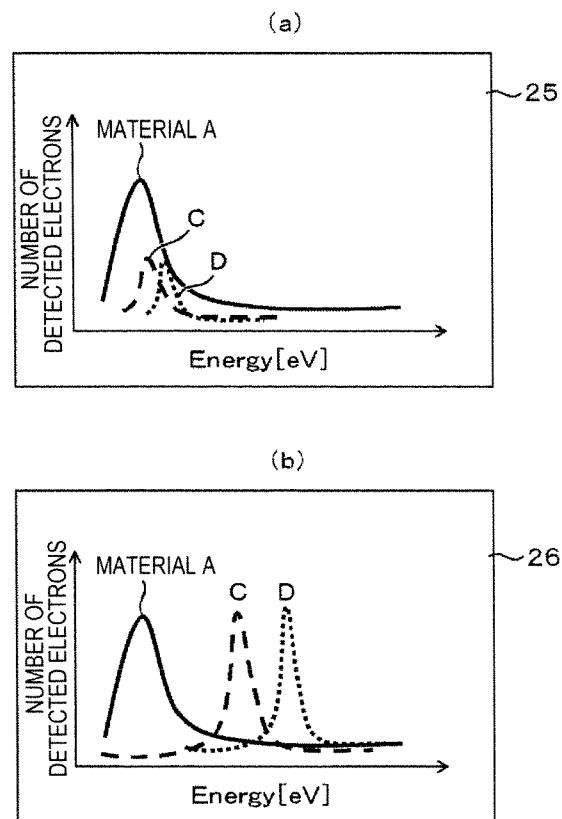 (a)
25
MATERIAL A
C
D
NUMBER OF
DETECTED ELECTRONS
Energy[eV]
(b)
26
MATERIAL A
C D
NUMBER OF
DETECTED ELECTRONS
Energy[eV]